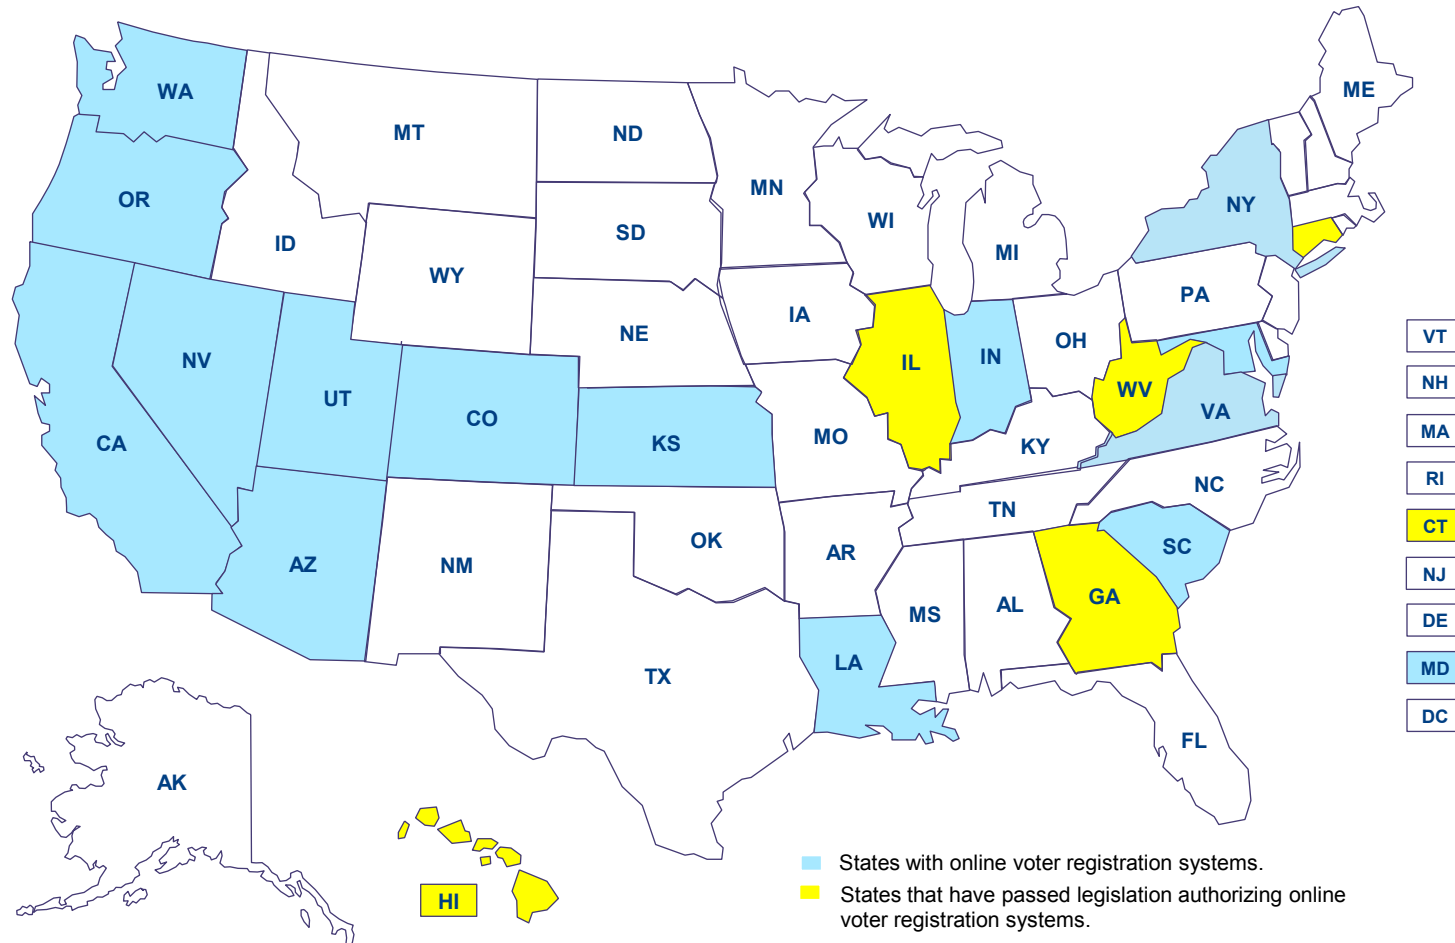 ME
WA
MT
ND
MN
OR
NY
WI
SD
ID
MI
WY
PA
IA
NE
OH
VT
NV
IL
IN
NH
UT
WV
CO
VA
MA
CA
KS
MO
KY
RI
NC
TN
CT
OK
AR
SC
AZ
NM
NJ
GA
MS
AL
DE
LA
TX
MD
DC
FL
AK
HI
States with online voter registration systems.
States that have passed legislation authorizing online
voter registration systems.